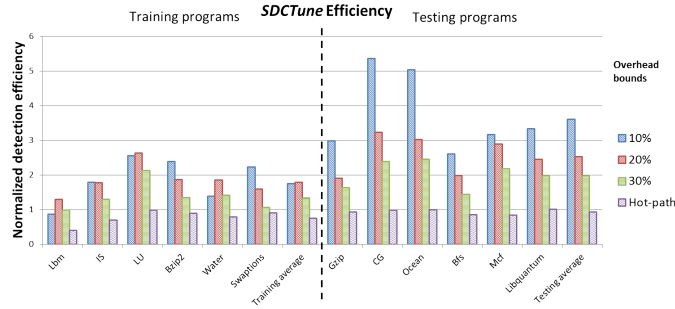 SDCTune Efficiency
Training programs
Testing programs
Normalized detection efficiency
6
5
4
3
2
1
0
Lbm
IS
LU
Bzip2
Water
Swaptions
Training average
Gzip
CG
Ocean
Bfs
Mcf
Libquantum
Testing average
Overhead
bounds
10%
20%
30%
Hot-path